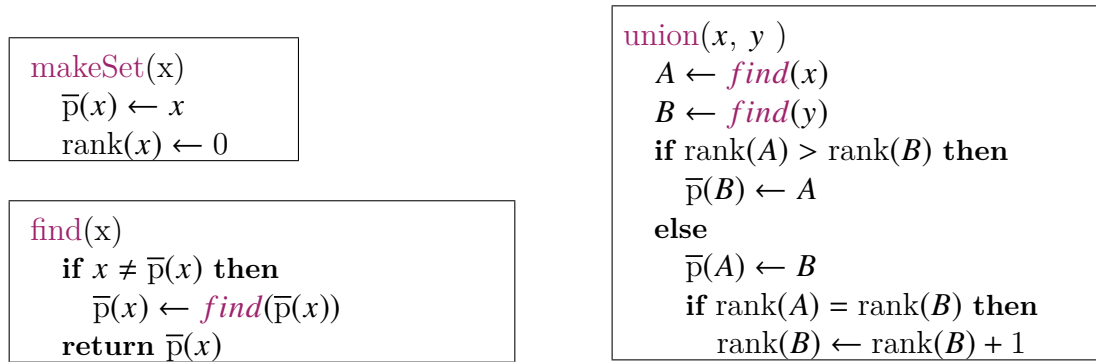 makeSet(x)
p̅(x) ← x
rank(x) ← 0
find(x)
if x ≠ p̅(x) then
p̅(x) ← find(p̅(x))
return p̅(x)
union(x, y )
A ← find(x)
B ← find(y)
if rank(A) > rank(B) then
p̅(B) ← A
else
p̅(A) ← B
if rank(A) = rank(B) then
rank(B) ← rank(B) + 1